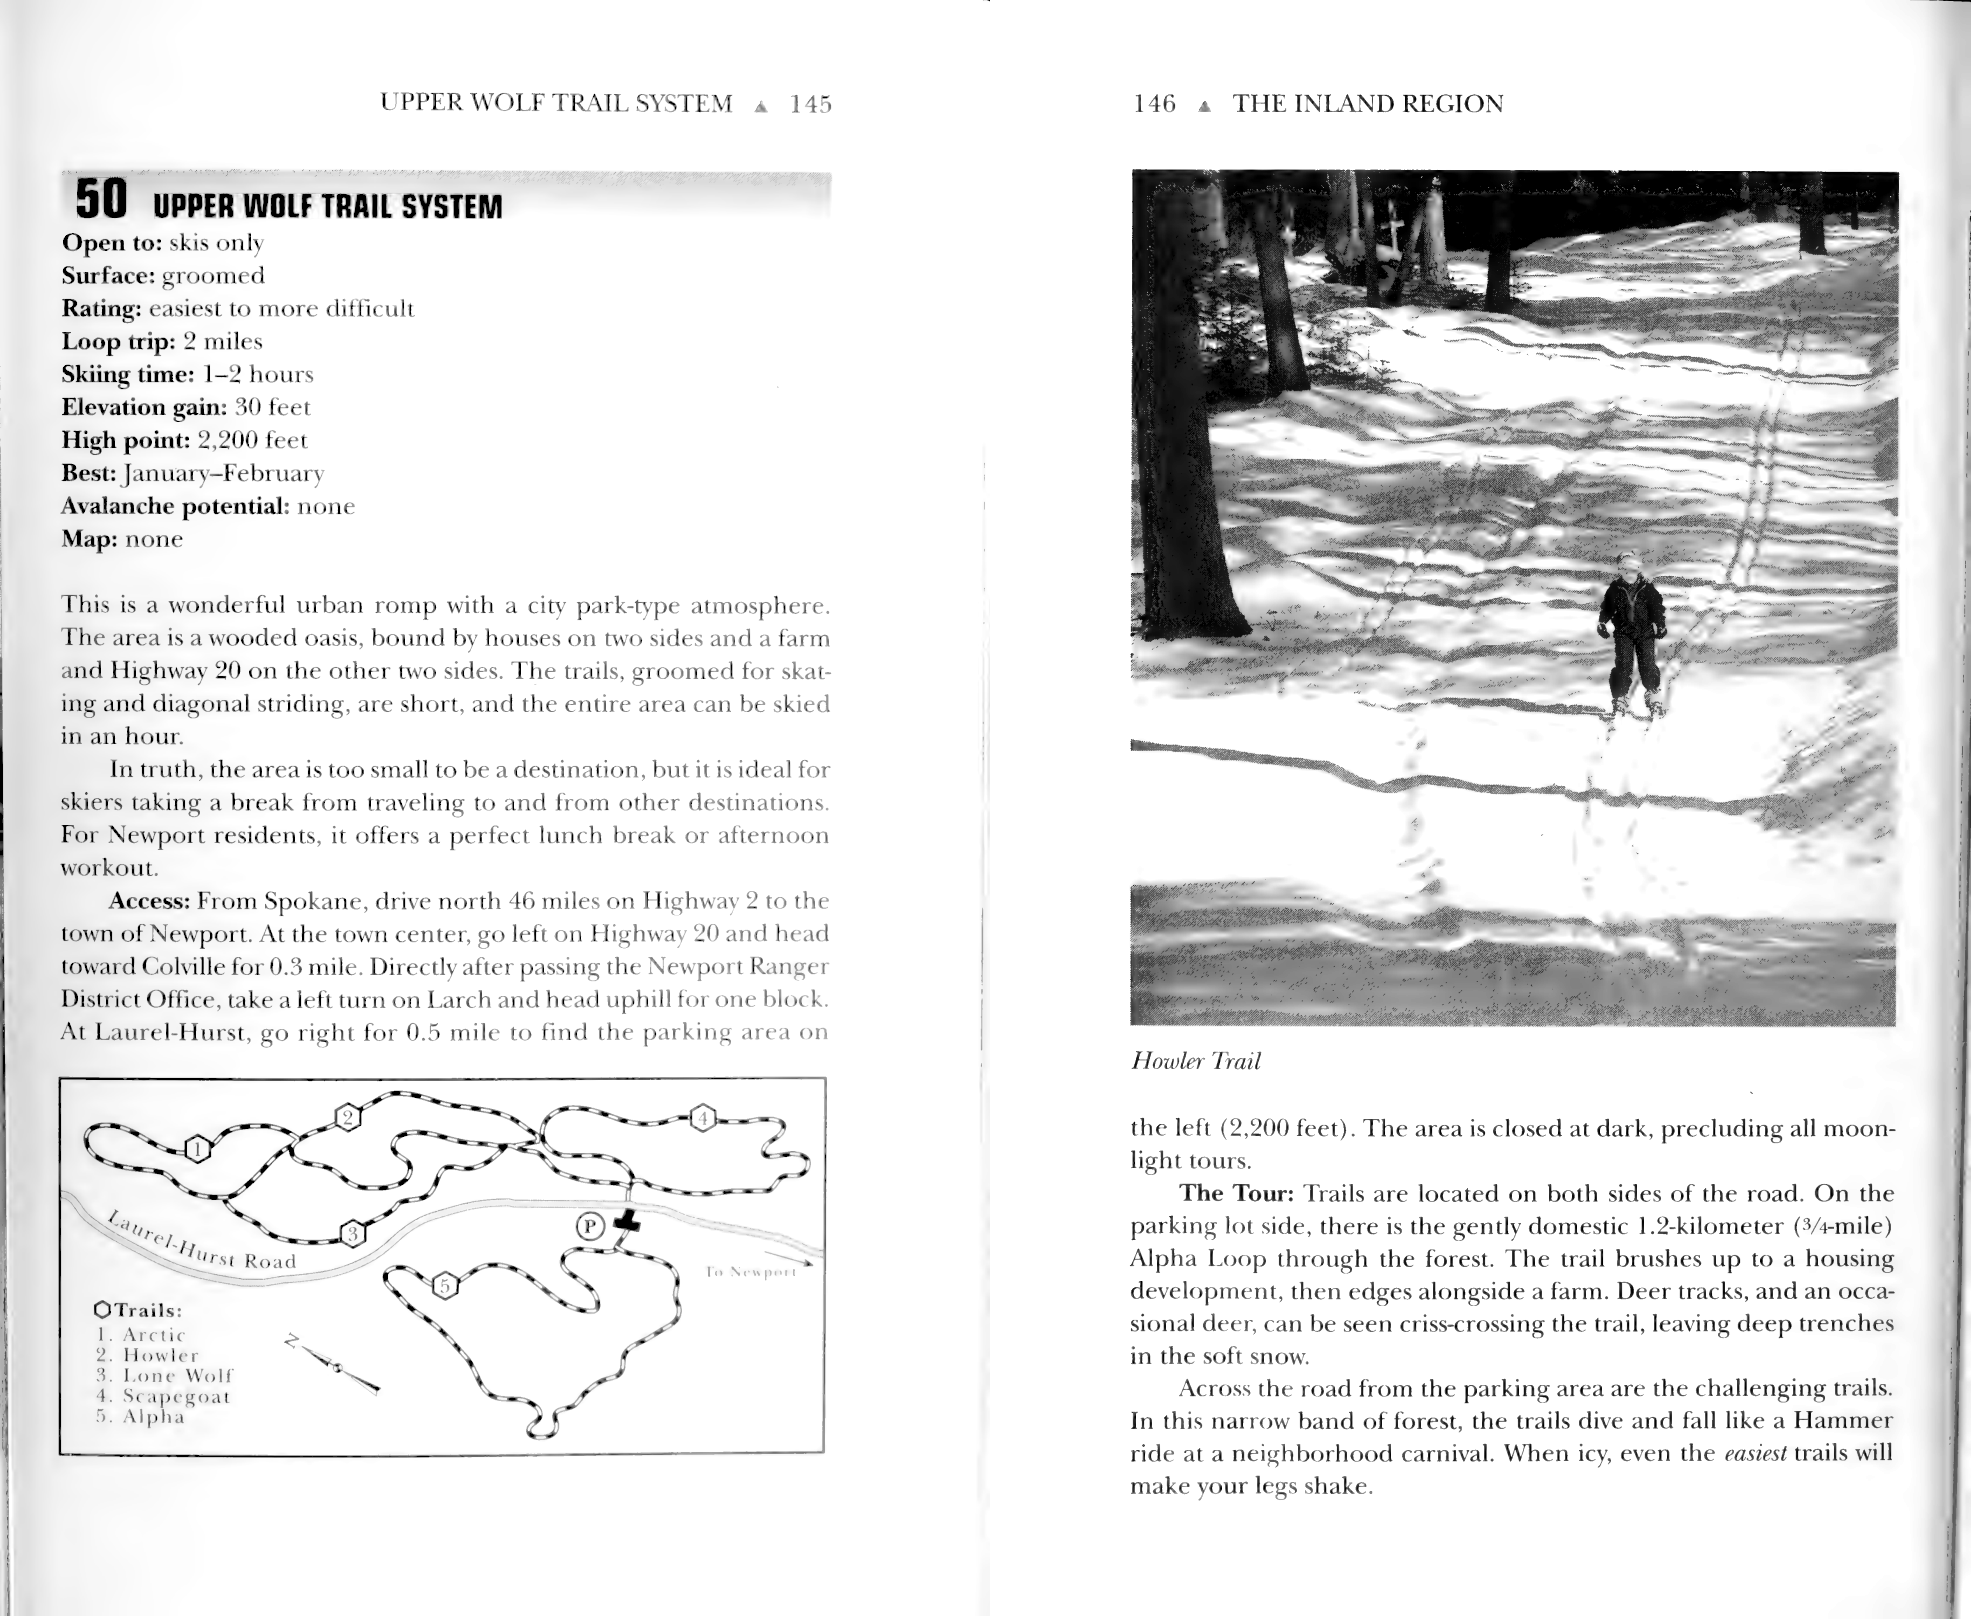 UPPER WOLF TRAIL SYSTEM ▲ 145
50 UPPER WOLF TRAIL SYSTEM
Open to: skis only
Surface: groomed
Rating: easiest to more difficult
Loop trip: 2 miles
Skiing time: 1–2 hours
Elevation gain: 30 feet
High point: 2,200 feet
Best: January–February
Avalanche potential: none
Map: none
This is a wonderful urban romp with a city park-type atmosphere.
The area is a wooded oasis, bound by houses on two sides and a farm
and Highway 20 on the other two sides. The trails, groomed for skat-
ing and diagonal striding, are short, and the entire area can be skied
in an hour.
In truth, the area is too small to be a destination, but it is ideal for
skiers taking a break from traveling to and from other destinations.
For Newport residents, it offers a perfect lunch break or afternoon
workout.
Access: From Spokane, drive north 46 miles on Highway 2 to the
town of Newport. At the town center, go left on Highway 20 and head
toward Colville for 0.3 mile. Directly after passing the Newport Ranger
District Office, take a left turn on Larch and head uphill for one block.
At Laurel-Hurst, go right for 0.5 mile to find the parking area on
2
4
1
3
P
Laurel-Hurst Road
To Newport
5
Trails:
1. Arctic
2. Howler
3. Lone Wolf
4. Scapegoat
5. Alpha
N
146 ▲ THE INLAND REGION
Howler Trail
the left (2,200 feet). The area is closed at dark, precluding all moon-
light tours.
The Tour: Trails are located on both sides of the road. On the
parking lot side, there is the gently domestic 1.2-kilometer (3/4-mile)
Alpha Loop through the forest. The trail brushes up to a housing
development, then edges alongside a farm. Deer tracks, and an occa-
sional deer, can be seen criss-crossing the trail, leaving deep trenches
in the soft snow.
Across the road from the parking area are the challenging trails.
In this narrow band of forest, the trails dive and fall like a Hammer
ride at a neighborhood carnival. When icy, even the easiest trails will
make your legs shake.